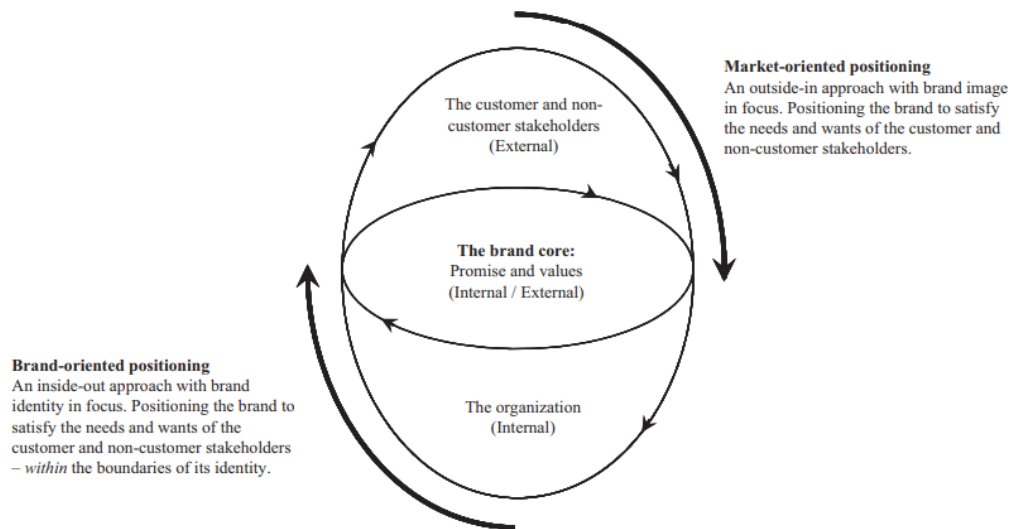 Market-oriented positioning
An outside-in approach with brand image
in focus. Positioning the brand to satisfy
the needs and wants of the customer and
non-customer stakeholders.
The customer and non-
customer stakeholders
(External)
The brand core:
Promise and values
(Internal / External)
Brand-oriented positioning
An inside-out approach with brand
identity in focus. Positioning the brand to
satisfy the needs and wants of the
customer and non-customer stakeholders
– within the boundaries of its identity.
The organization
(Internal)